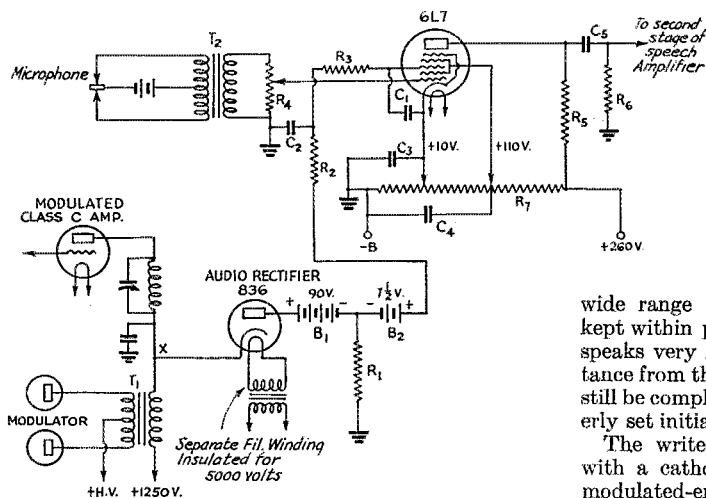 6L7
T2
Microphone
R3
R4
C1
C2
R2
C3
+10V.
+110V.
C5
To second
stage of
speech
Amplifier
R5
R6
R7
C4
-B
+260V.
MODULATED
CLASS C AMP.
AUDIO RECTIFIER
836
+ 90V. -
B1
- 7½V. +
B2
X
R1
T1
MODULATOR
Separate Fil. Winding
Insulated for
5000 volts
+H.V.
+1250V.
wide range
kept within p
speaks very
tance from th
still be compl
erly set initia
The write
with a catho
modulated-en